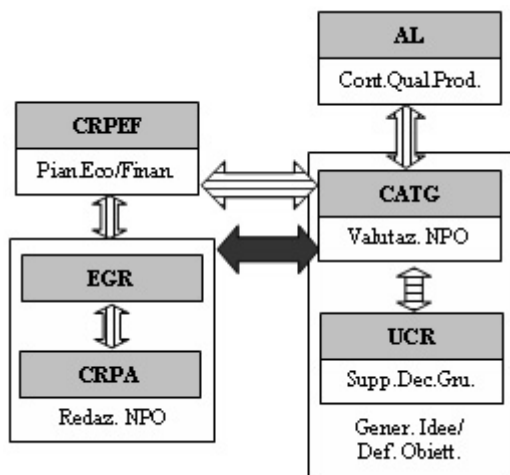 AL
Cont.Qual.Prod.
CRPEF
Pian.Eco/Finan.
CATG
Valutaz. NPO
EGR
CRPA
Redaz. NPO
UCR
Supp.Dec.Gru.
Gener. Idee/
Def. Obiett.